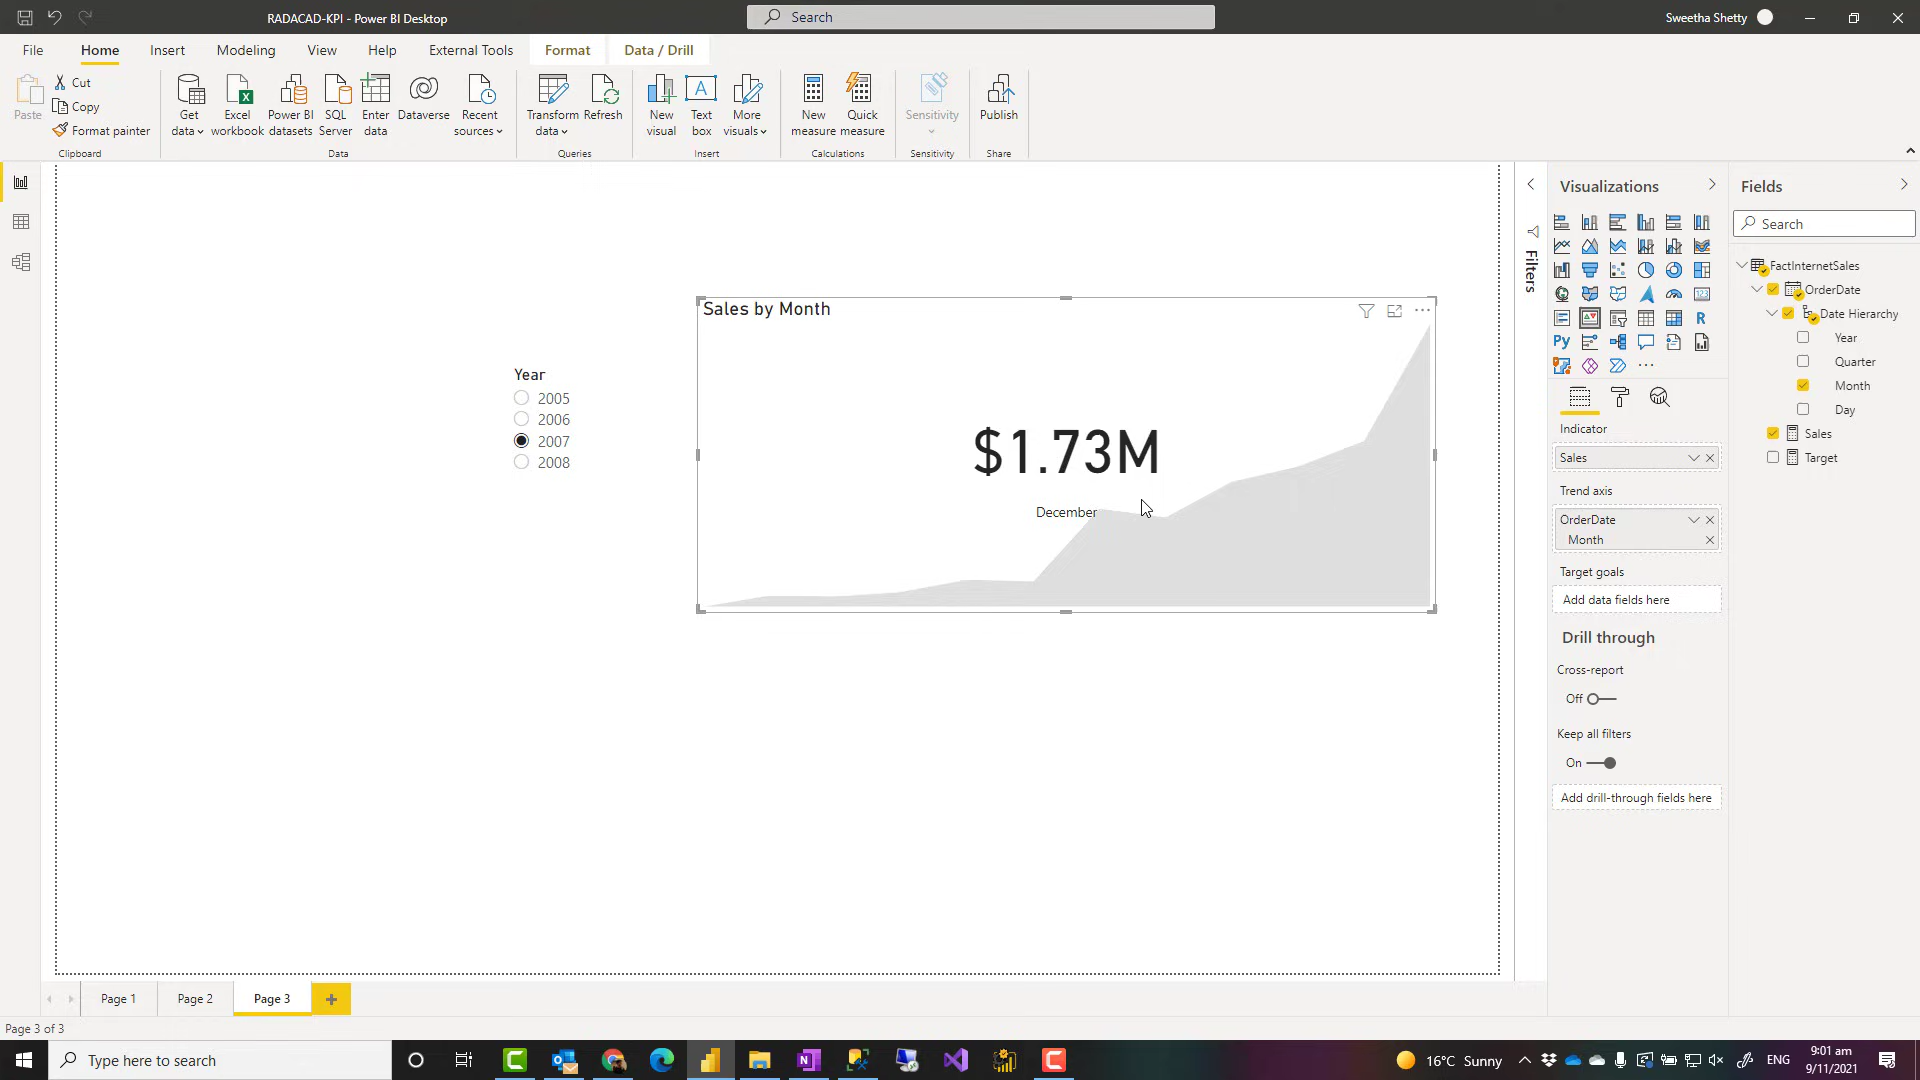 RADACAD-KPI - Power BI Desktop
Search
Sweetha Shetty
File
Home
Insert
Modeling
View
Help
External Tools
Format
Data / Drill
Paste
Cut
Copy
Format painter
Clipboard
Get
data
Excel
workbook
Power BI
datasets
SQL
Server
Enter
data
Dataverse
Recent
sources
Data
Transform
data
Refresh
Queries
New
visual
Text
box
More
visuals
Insert
New
measure
Quick
measure
Calculations
Sensitivity
Sensitivity
Publish
Share
Year
2005
2006
2007
2008
Sales by Month
$1.73M
December
Filters
Visualizations
R
Py
123
Indicator
Sales
Trend axis
OrderDate
Month
Target goals
Add data fields here
Drill through
Cross-report
Off
Keep all filters
On
Add drill-through fields here
Fields
Search
FactInternetSales
OrderDate
Date Hierarchy
Year
Quarter
Month
Day
Sales
Target
Page 1
Page 2
Page 3
Page 3 of 3
Type here to search
16°C Sunny
ENG
9:01 am
9/11/2021